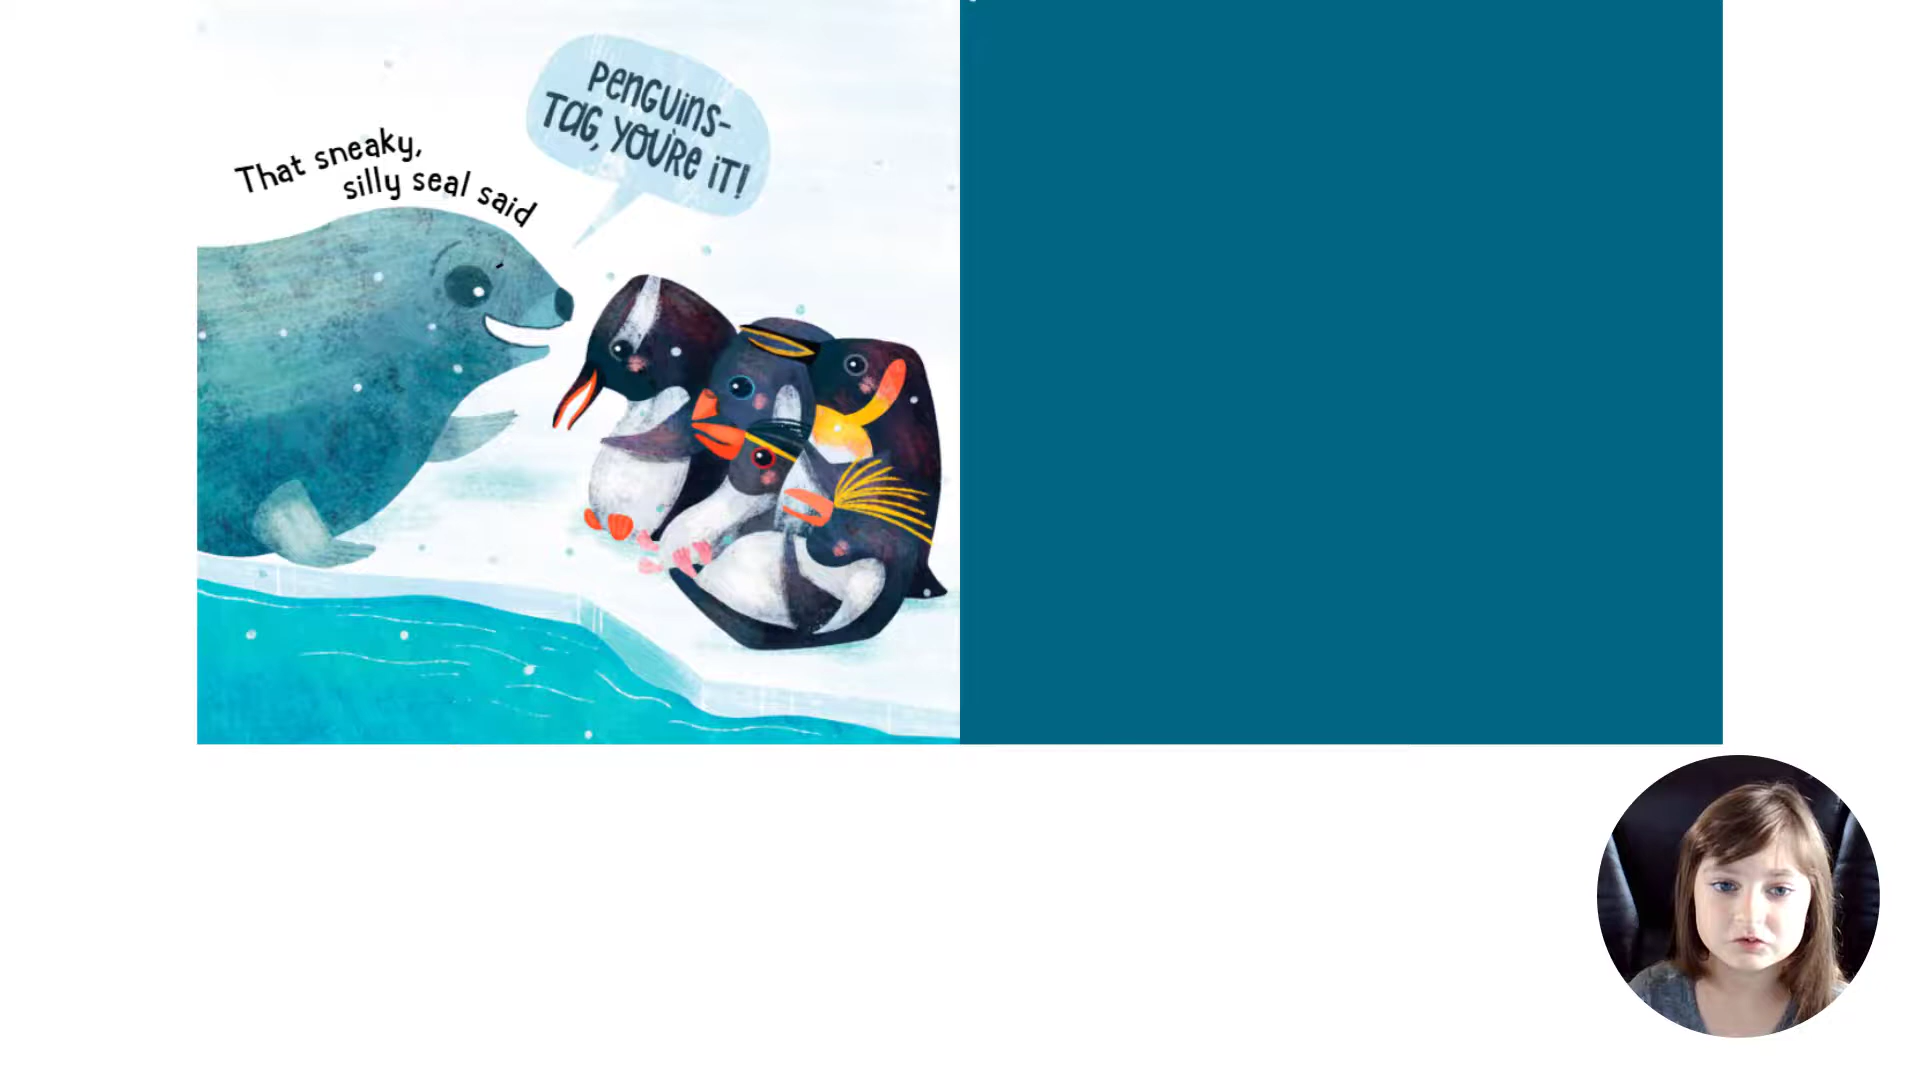 That sneaky,
silly seal said
PENGUINS-
TAG, YOU'RE IT!